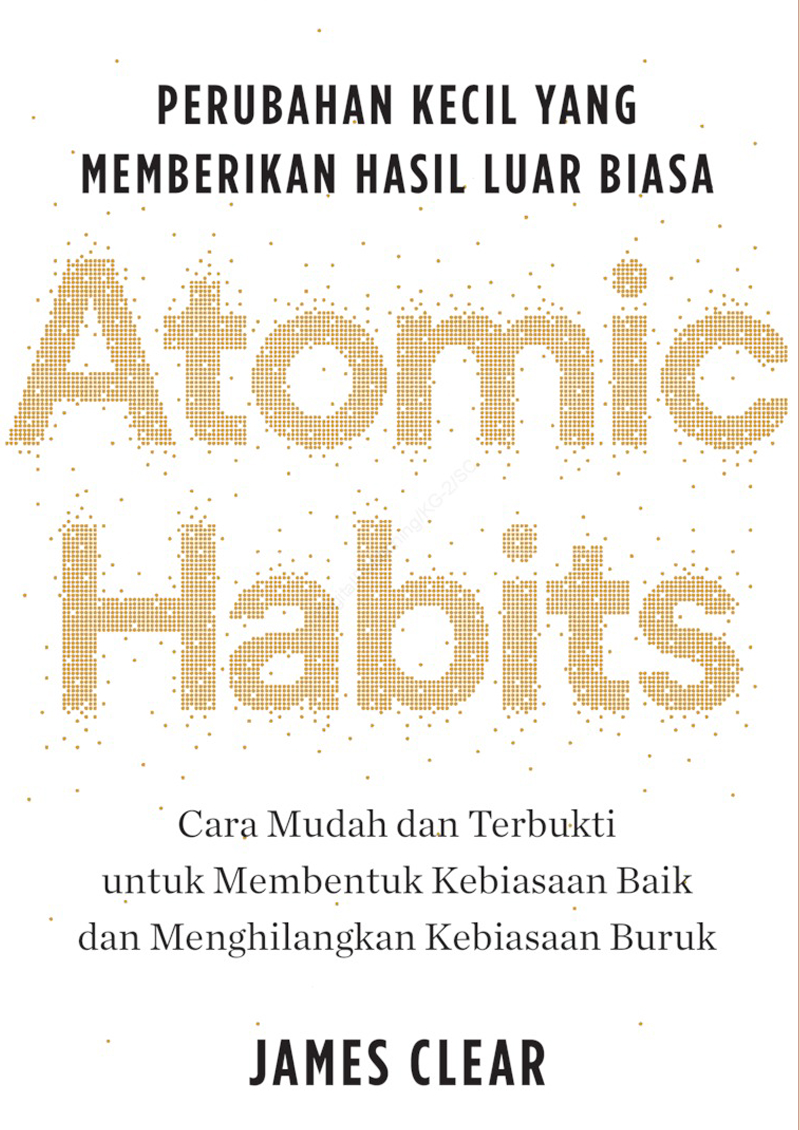 PERUBAHAN KECIL YANG
MEMBERIKAN HASIL LUAR BIASA
Atomic
Habits
Cara Mudah dan Terbukti
untuk Membentuk Kebiasaan Baik
dan Menghilangkan Kebiasaan Buruk
JAMES CLEAR